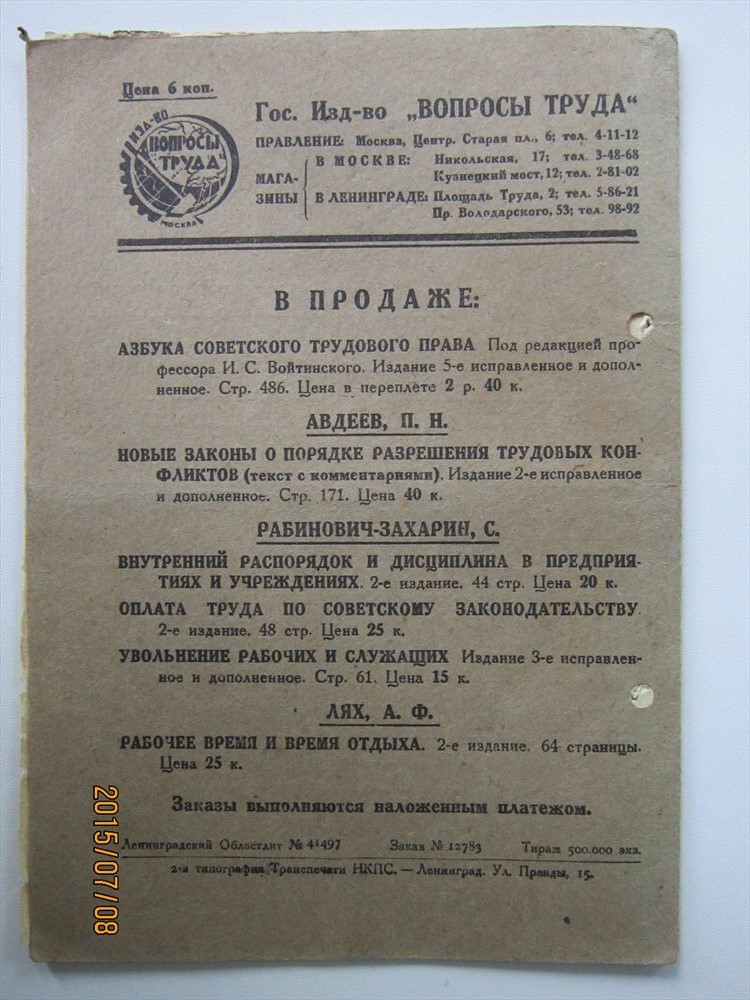 Цена 6 коп.
ИЗД-ВО
„ВОПРОСЫ
ТРУДА“
МОСКВА
Гос. Изд-во „ВОПРОСЫ ТРУДА“
ПРАВЛЕНИЕ: Москва, Центр. Старая пл., 6; тел. 4-11-12
МАГА-
ЗИНЫ
В МОСКВЕ: Никольская, 17; тел. 3-48-68
Кузнецкий мост, 12; тел. 2-81-02
В ЛЕНИНГРАДЕ: Площадь Труда, 2; тел. 5-86-21
Пр. Володарского, 53; тел. 98-92
В ПРОДАЖЕ:
АЗБУКА СОВЕТСКОГО ТРУДОВОГО ПРАВА Под редакцией про-
фессора И. С. Войтинского. Издание 5-е исправленное и допол-
ненное. Стр. 486. Цена в переплете 2 р. 40 к.
АВДЕЕВ, П. Н.
НОВЫЕ ЗАКОНЫ О ПОРЯДКЕ РАЗРЕШЕНИЯ ТРУДОВЫХ КОН-
ФЛИКТОВ (текст с комментариями). Издание 2-е исправленное
и дополненное. Стр. 171. Цена 40 к.
РАБИНОВИЧ-ЗАХАРИН, С.
ВНУТРЕННИЙ РАСПОРЯДОК И ДИСЦИПЛИНА В ПРЕДПРИЯ-
ТИЯХ И УЧРЕЖДЕНИЯХ. 2-е издание. 44 стр. Цена 20 к.
ОПЛАТА ТРУДА ПО СОВЕТСКОМУ ЗАКОНОДАТЕЛЬСТВУ
2-е издание. 48 стр. Цена 25 к.
УВОЛЬНЕНИЕ РАБОЧИХ И СЛУЖАЩИХ Издание 3-е исправлен-
ное и дополненное. Стр. 61. Цена 15 к.
ЛЯХ, А. Ф.
РАБОЧЕЕ ВРЕМЯ И ВРЕМЯ ОТДЫХА. 2-е издание. 64 страницы.
Цена 25 к.
Заказы выполняются наложенным платежом.
Ленинградский Областлит № 41497 Заказ № 12783 Тираж 500.000 экз.
2-я типография Транспечати НКПС. — Ленинград. Ул. Правды, 15.
2015/07/08